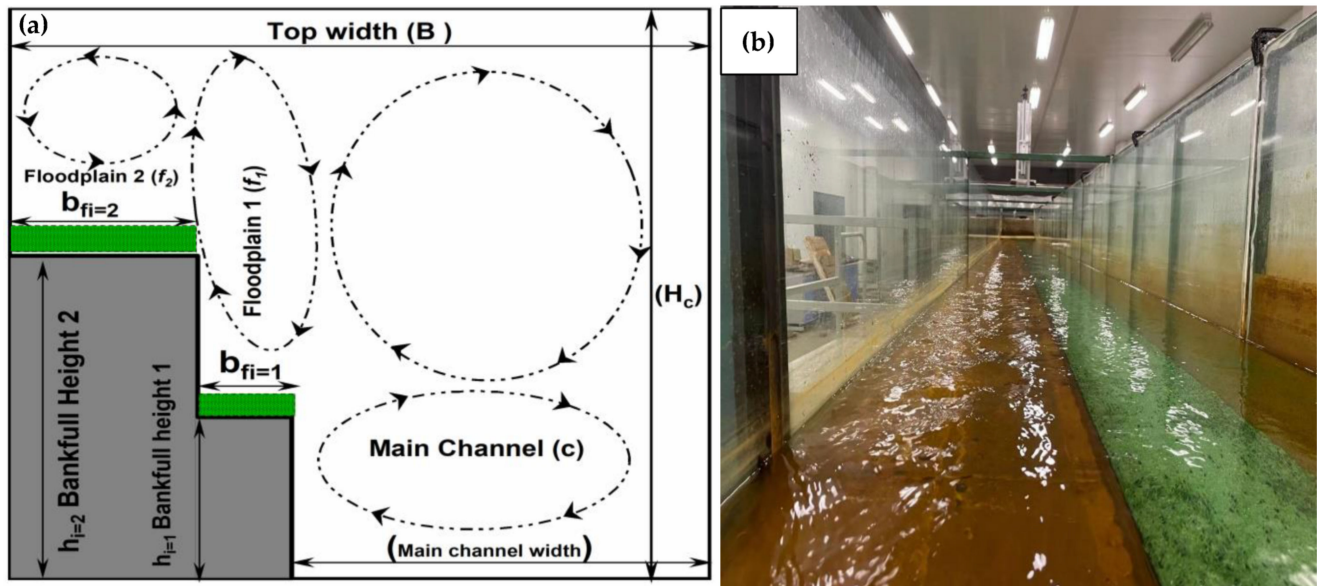 (a)
Top width (B )
Floodplain 2 (f2)
bfi=2
Floodplain 1 (f1)
(Hc)
hi=2 Bankfull Height 2
bfi=1
hi=1 Bankfull height 1
Main Channel (c)
(Main channel width)
(b)